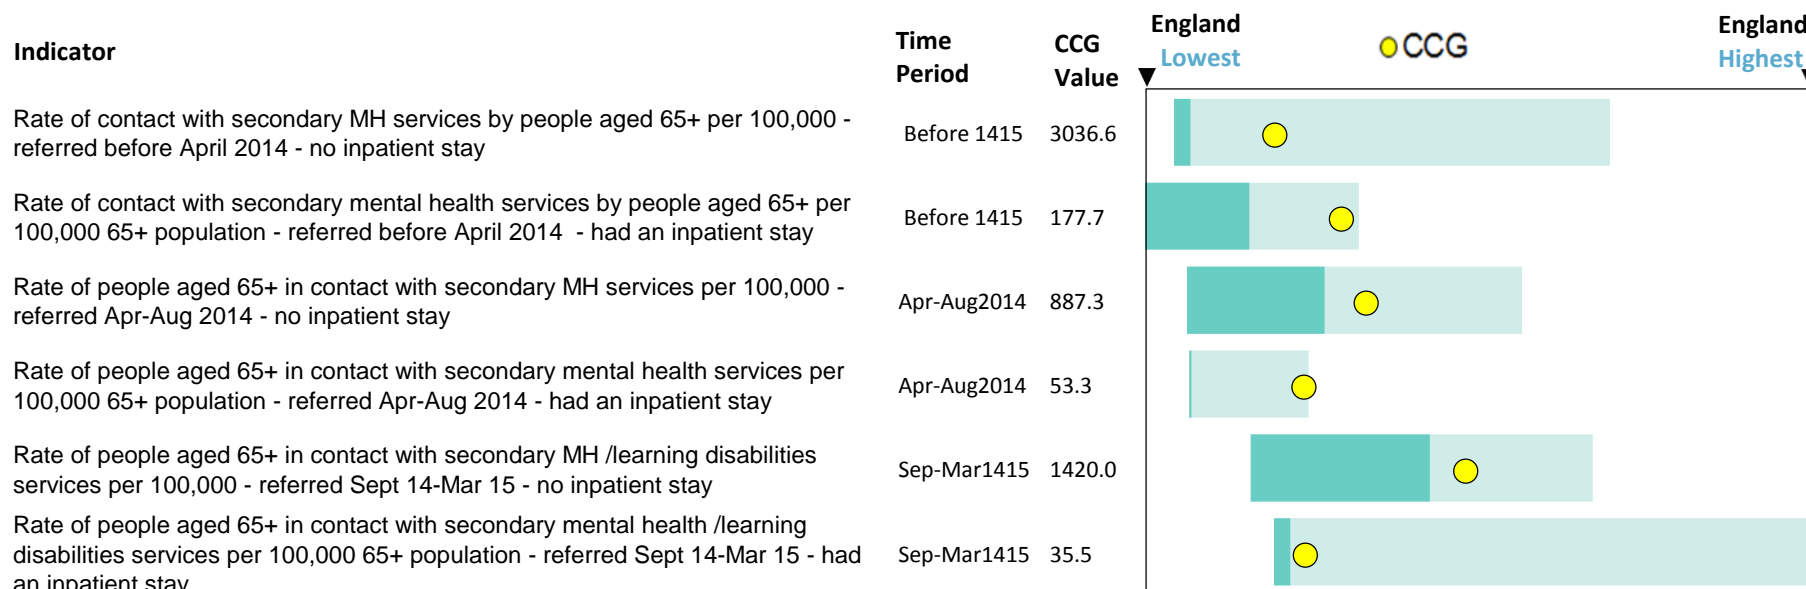 Indicator
Time Period
CCG Value
England Lowest
CCG
England Highest
Rate of contact with secondary MH services by people aged 65+ per 100,000 -
referred before April 2014 - no inpatient stay
Before 1415 3036.6
Rate of contact with secondary mental health services by people aged 65+ per
100,000 65+ population - referred before April 2014 - had an inpatient stay
Before 1415 177.7
Rate of people aged 65+ in contact with secondary MH services per 100,000 -
referred Apr-Aug 2014 - no inpatient stay
Apr-Aug2014 887.3
Rate of people aged 65+ in contact with secondary mental health services per
100,000 65+ population - referred Apr-Aug 2014 - had an inpatient stay
Apr-Aug2014 53.3
Rate of people aged 65+ in contact with secondary MH /learning disabilities
services per 100,000 - referred Sept 14-Mar 15 - no inpatient stay
Sep-Mar1415 1420.0
Rate of people aged 65+ in contact with secondary mental health /learning
disabilities services per 100,000 65+ population - referred Sept 14-Mar 15 - had
an inpatient stay
Sep-Mar1415 35.5